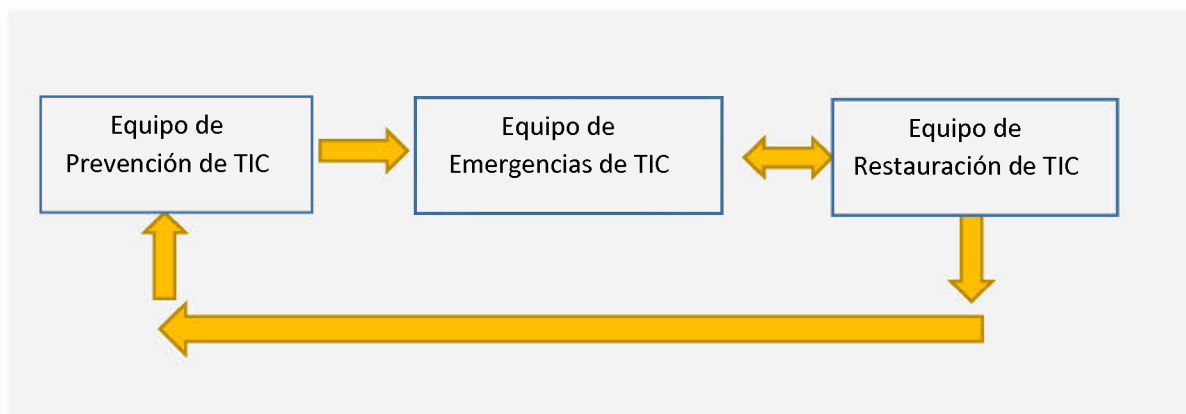 Equipo de
Prevención de TIC
Equipo de
Emergencias de TIC
Equipo de
Restauración de TIC